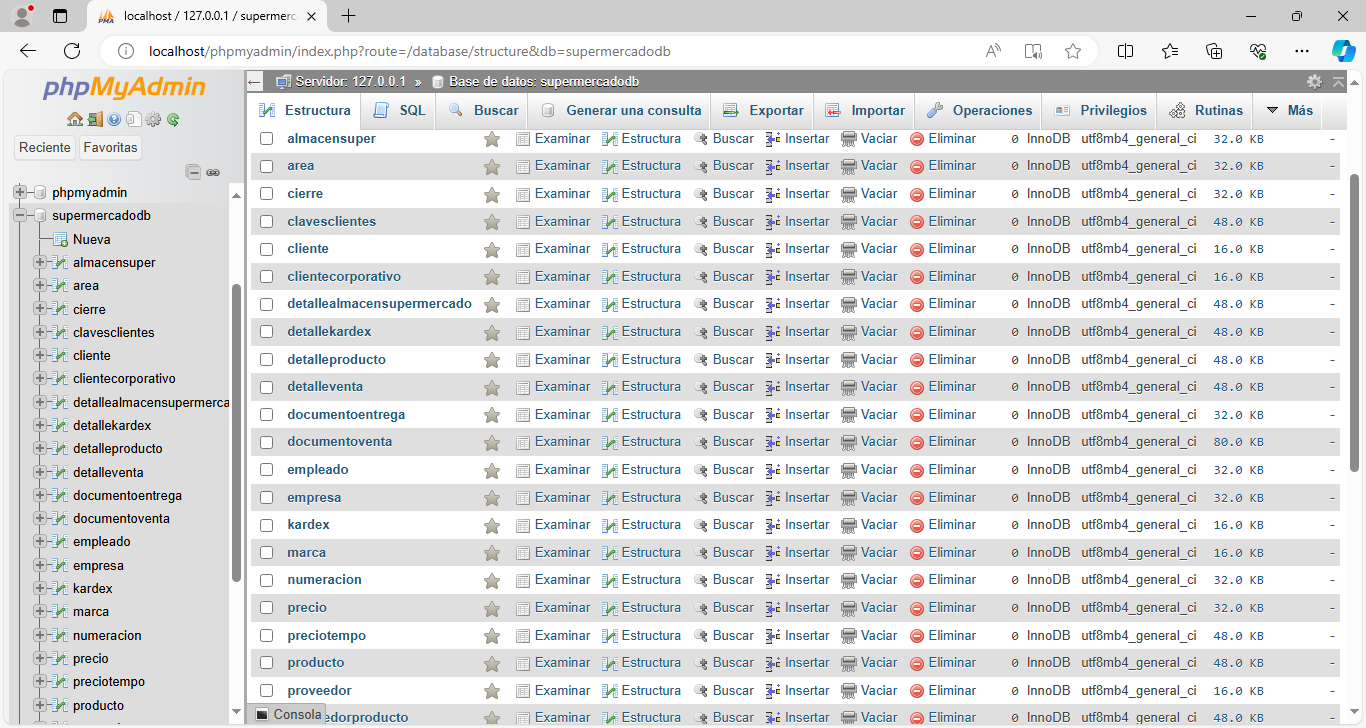 localhost / 127.0.0.1 / supermerc
localhost/phpmyadmin/index.php?route=/database/structure&db=supermercadodb
phpMyAdmin
Reciente Favoritas
phpmyadmin
supermercadodb
Nueva
almacensuper
area
cierre
clavesclientes
cliente
clientecorporativo
detallealmacensupermerca
detallekardex
detalleproducto
detalleventa
documentoentrega
documentoventa
empleado
empresa
kardex
marca
numeracion
precio
preciotempo
producto
Servidor: 127.0.0.1 » Base de datos: supermercadodb
Estructura SQL Buscar Generar una consulta Exportar Importar Operaciones Privilegios Rutinas Más
almacensuper Examinar Estructura Buscar Insertar Vaciar Eliminar 0 InnoDB utf8mb4_general_ci 32.0 KB -
area Examinar Estructura Buscar Insertar Vaciar Eliminar 0 InnoDB utf8mb4_general_ci 32.0 KB -
cierre Examinar Estructura Buscar Insertar Vaciar Eliminar 0 InnoDB utf8mb4_general_ci 32.0 KB -
clavesclientes Examinar Estructura Buscar Insertar Vaciar Eliminar 0 InnoDB utf8mb4_general_ci 48.0 KB -
cliente Examinar Estructura Buscar Insertar Vaciar Eliminar 0 InnoDB utf8mb4_general_ci 16.0 KB -
clientecorporativo Examinar Estructura Buscar Insertar Vaciar Eliminar 0 InnoDB utf8mb4_general_ci 16.0 KB -
detallealmacensupermercado Examinar Estructura Buscar Insertar Vaciar Eliminar 0 InnoDB utf8mb4_general_ci 48.0 KB -
detallekardex Examinar Estructura Buscar Insertar Vaciar Eliminar 0 InnoDB utf8mb4_general_ci 48.0 KB -
detalleproducto Examinar Estructura Buscar Insertar Vaciar Eliminar 0 InnoDB utf8mb4_general_ci 48.0 KB -
detalleventa Examinar Estructura Buscar Insertar Vaciar Eliminar 0 InnoDB utf8mb4_general_ci 48.0 KB -
documentoentrega Examinar Estructura Buscar Insertar Vaciar Eliminar 0 InnoDB utf8mb4_general_ci 32.0 KB -
documentoventa Examinar Estructura Buscar Insertar Vaciar Eliminar 0 InnoDB utf8mb4_general_ci 80.0 KB -
empleado Examinar Estructura Buscar Insertar Vaciar Eliminar 0 InnoDB utf8mb4_general_ci 32.0 KB -
empresa Examinar Estructura Buscar Insertar Vaciar Eliminar 0 InnoDB utf8mb4_general_ci 32.0 KB -
kardex Examinar Estructura Buscar Insertar Vaciar Eliminar 0 InnoDB utf8mb4_general_ci 16.0 KB -
marca Examinar Estructura Buscar Insertar Vaciar Eliminar 0 InnoDB utf8mb4_general_ci 16.0 KB -
numeracion Examinar Estructura Buscar Insertar Vaciar Eliminar 0 InnoDB utf8mb4_general_ci 32.0 KB -
precio Examinar Estructura Buscar Insertar Vaciar Eliminar 0 InnoDB utf8mb4_general_ci 32.0 KB -
preciotempo Examinar Estructura Buscar Insertar Vaciar Eliminar 0 InnoDB utf8mb4_general_ci 48.0 KB -
producto Examinar Estructura Buscar Insertar Vaciar Eliminar 0 InnoDB utf8mb4_general_ci 48.0 KB -
proveedor Examinar Estructura Buscar Insertar Vaciar Eliminar 0 InnoDB utf8mb4_general_ci 16.0 KB -
edorproducto Examinar Estructura Buscar Insertar Vaciar Eliminar 0 InnoDB utf8mb4_general_ci 48.0 KB -
Consola